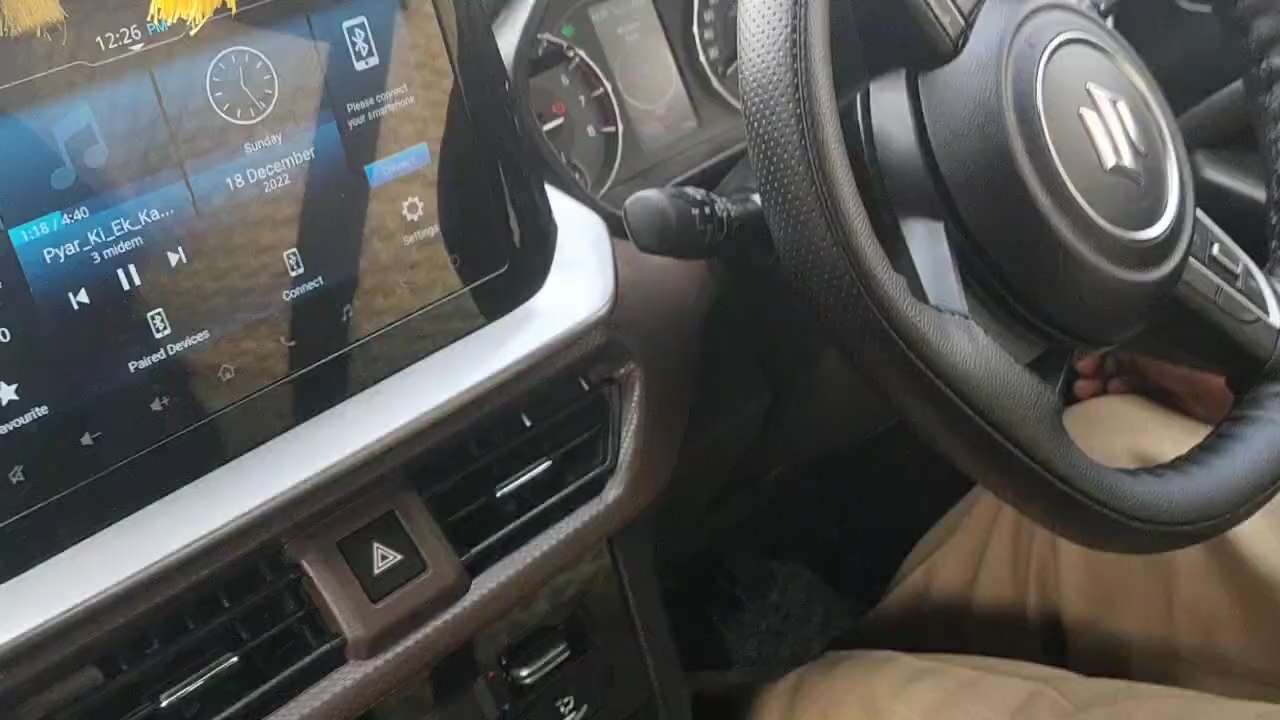 12:26 PM
Please connect
your smartphone
Sunday
18 December
2022
1:18 / 4:40
Pyar_Ki_Ek_Ka...
3 midem
Settings
Connect
Paired Devices
avourite